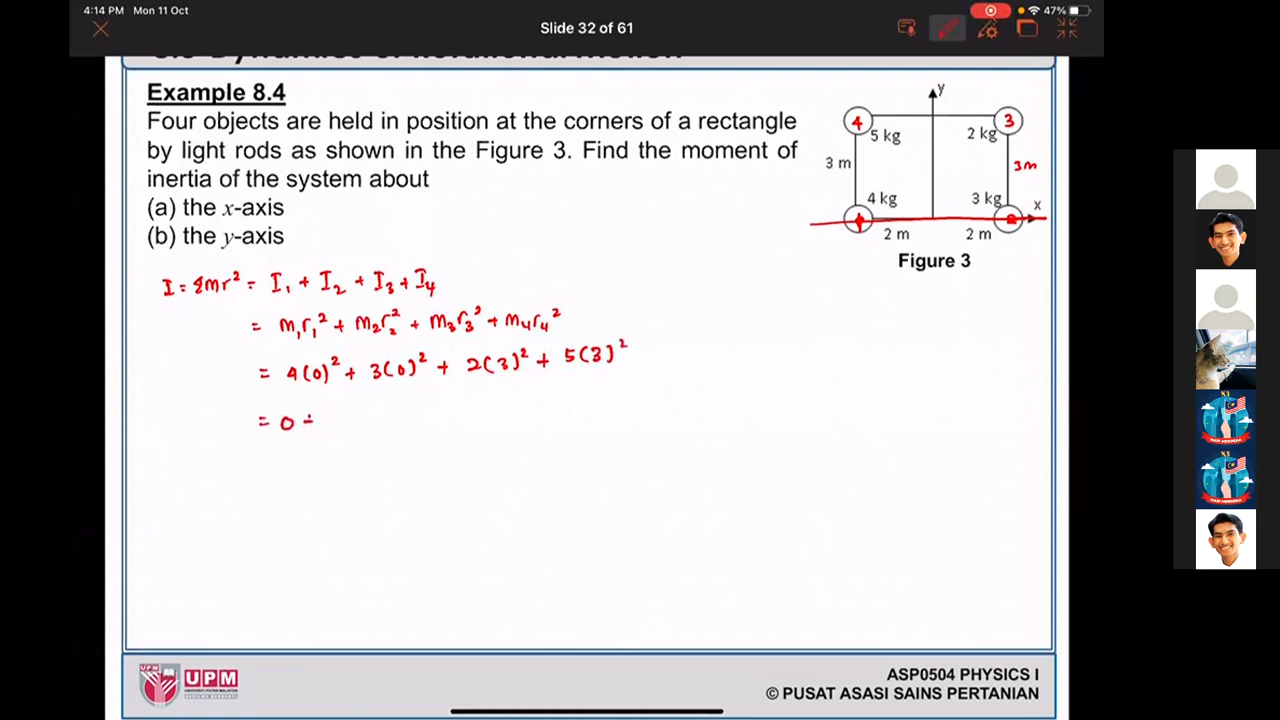 4:14 PM Mon 11 Oct
Slide 32 of 61
47%
Example 8.4
Four objects are held in position at the corners of a rectangle
by light rods as shown in the Figure 3. Find the moment of
inertia of the system about
(a) the x-axis
(b) the y-axis
y
4
3
5 kg
2 kg
3 m
3m
4 kg
3 kg
x
2
2 m
2 m
Figure 3
I = Σmr² = I₁ + I₂ + I₃ + I₄
= m₁r₁² + m₂r₂² + m₃r₃² + m₄r₄²
= 4(0)² + 3(0)² + 2(3)² + 5(3)²
= 0 +
UPM
UPM
ASP0504 PHYSICS I
© PUSAT ASASI SAINS PERTANIAN